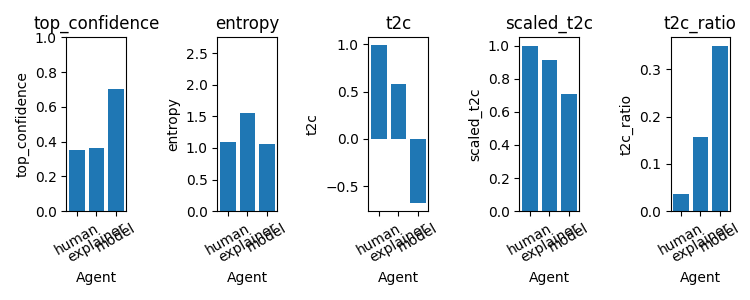 top_confidence entropy t2c scaled_t2c t2c_ratio
top_confidence
1.0
0.8
0.6
0.4
0.2
0.0
human
explainer
model
Agent
entropy
2.5
2.0
1.5
1.0
0.5
0.0
human
explainer
model
Agent
t2c
1.0
0.5
0.0
−0.5
human
explainer
model
Agent
scaled_t2c
1.0
0.8
0.6
0.4
0.2
0.0
human
explainer
model
Agent
t2c_ratio
0.3
0.2
0.1
0.0
human
explainer
model
Agent